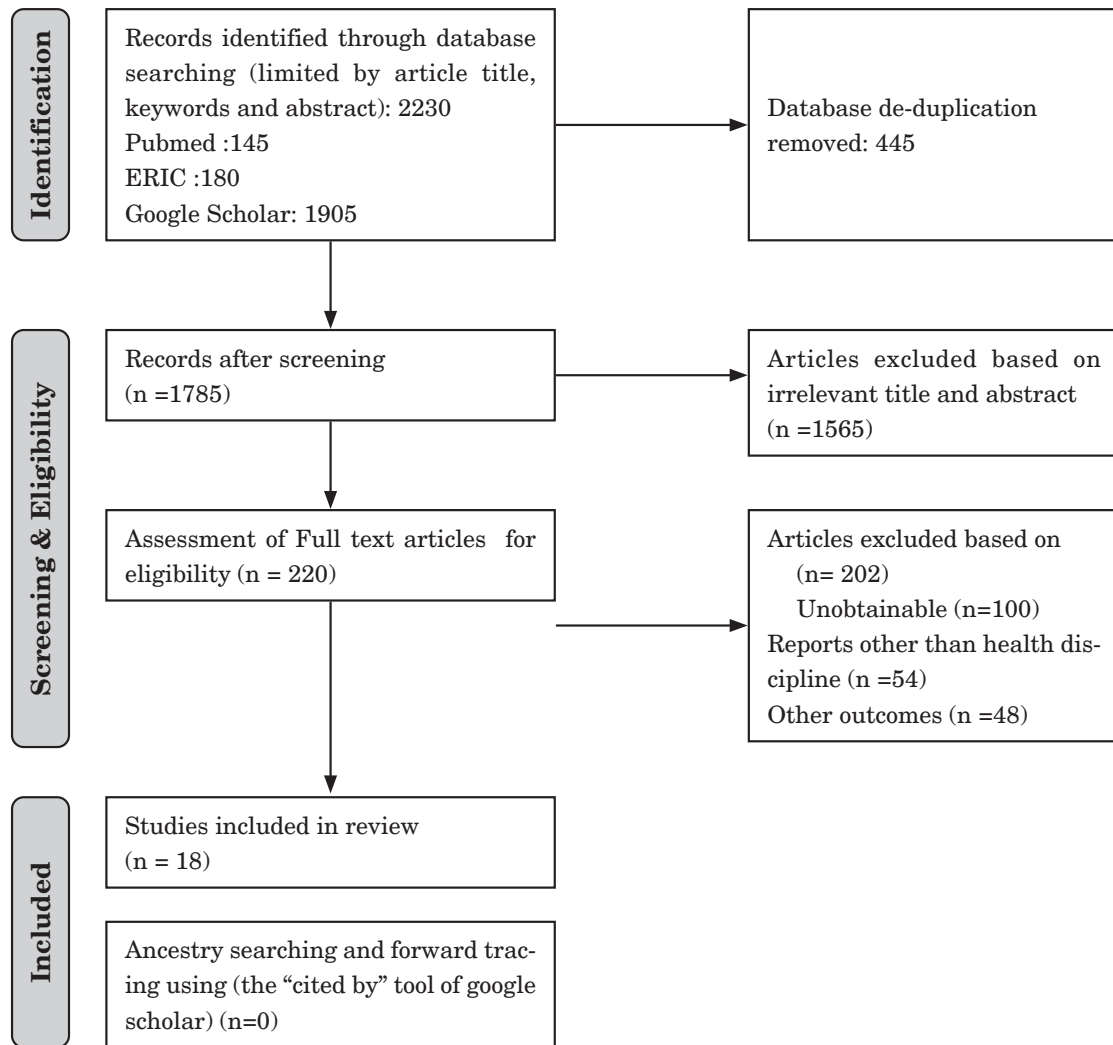 Identification
Records identified through database
searching (limited by article title,
keywords and abstract): 2230
Pubmed :145
ERIC :180
Google Scholar: 1905
Database de-duplication
removed: 445
Screening & Eligibility
Records after screening
(n =1785)
Articles excluded based on
irrelevant title and abstract
(n =1565)
Assessment of Full text articles for
eligibility (n = 220)
Articles excluded based on
(n= 202)
Unobtainable (n=100)
Reports other than health dis-
cipline (n =54)
Other outcomes (n =48)
Included
Studies included in review
(n = 18)
Ancestry searching and forward trac-
ing using (the “cited by” tool of google
scholar) (n=0)